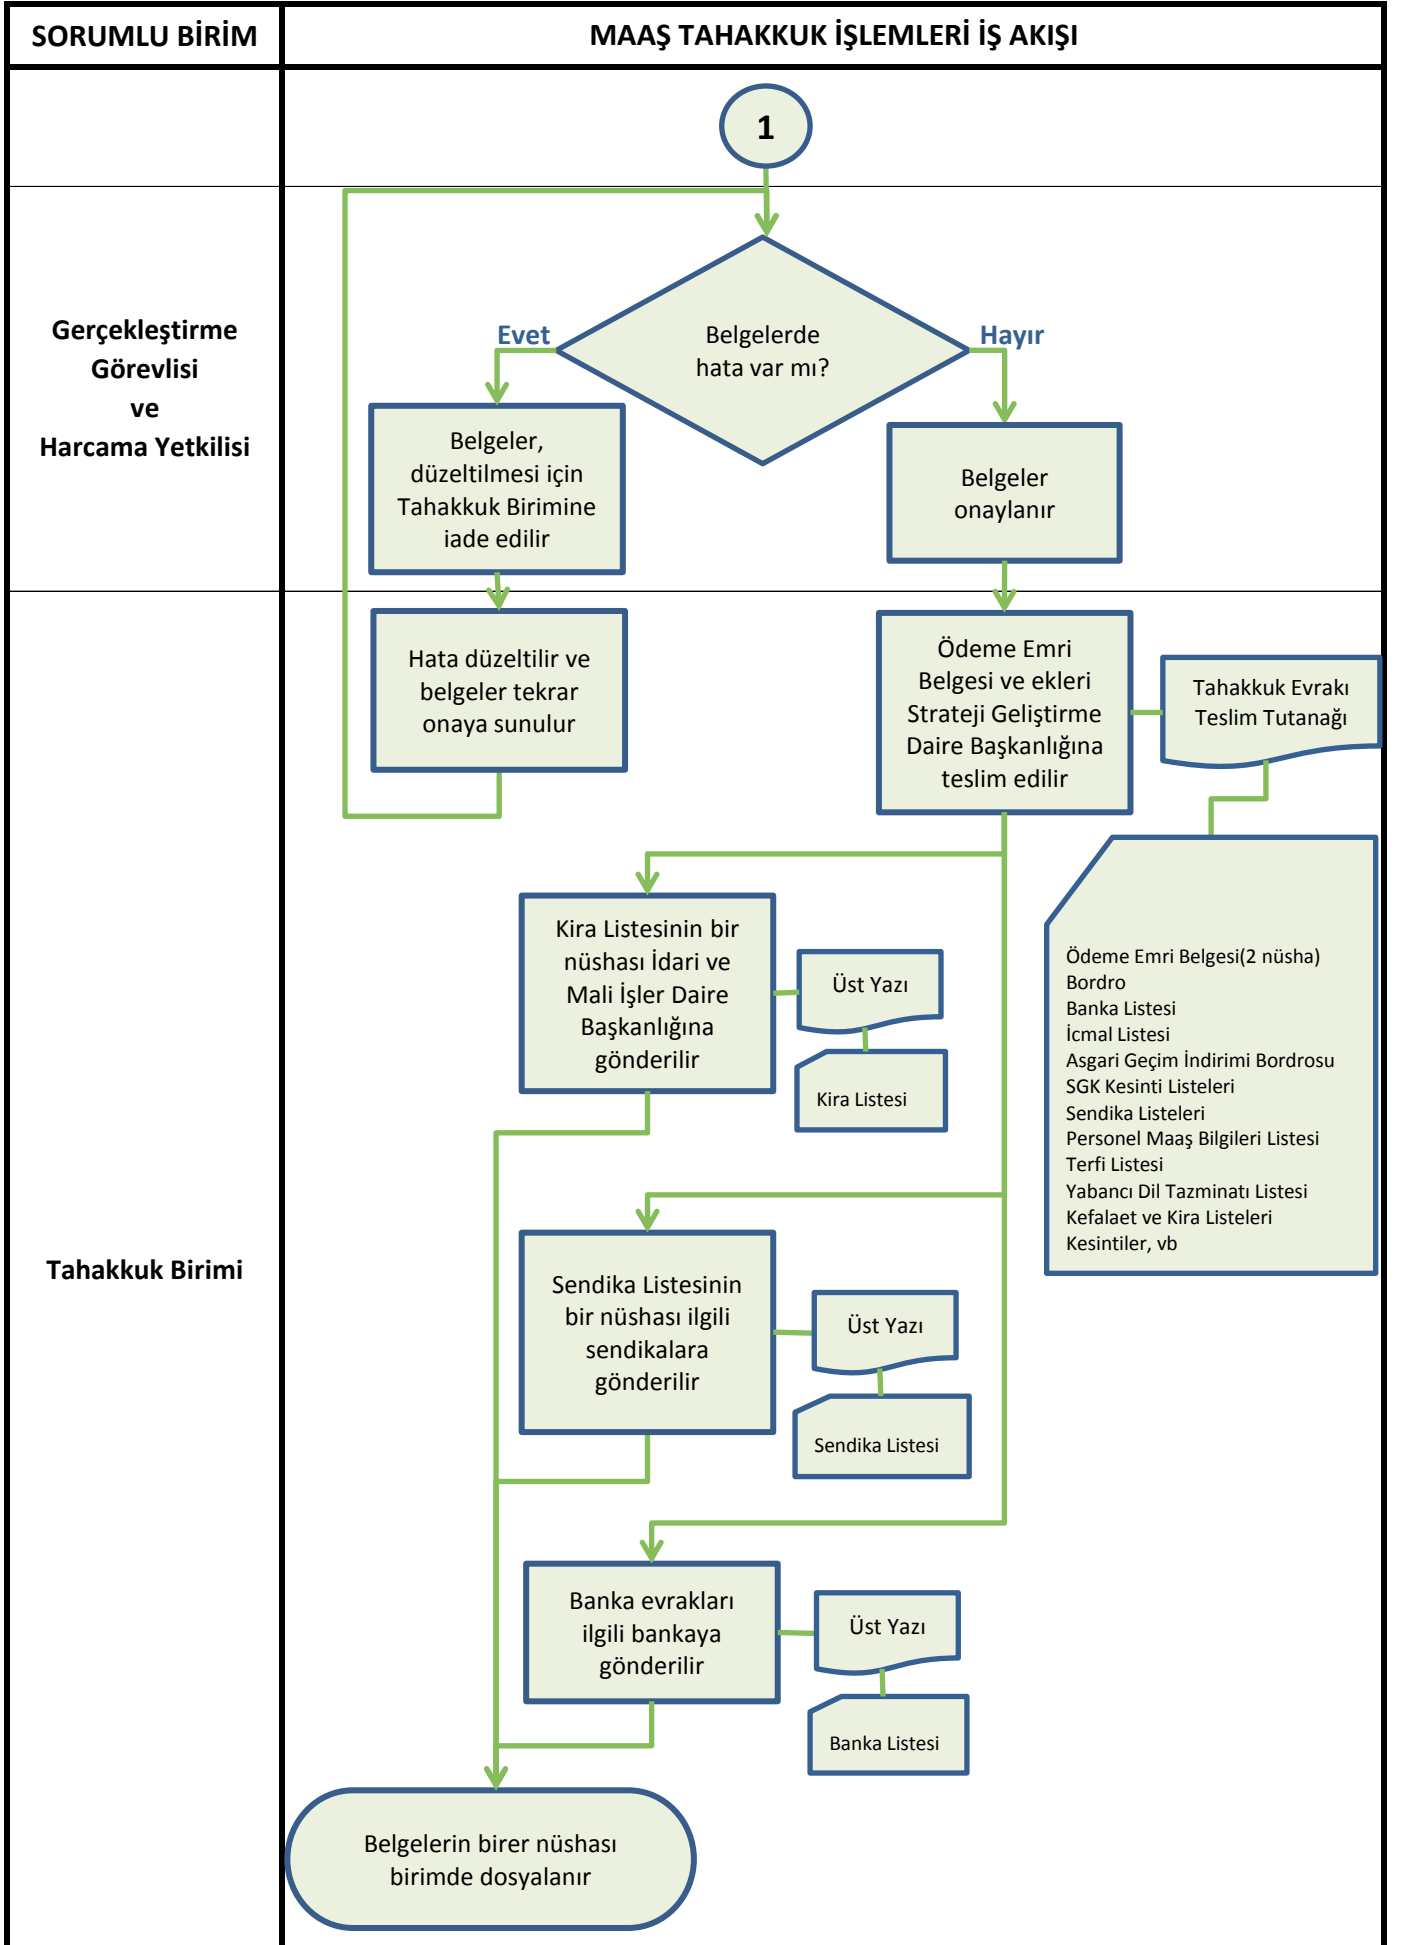 SORUMLU BİRİM
MAAŞ TAHAKKUK İŞLEMLERİ İŞ AKIŞI
1
Gerçekleştirme
Görevlisi
ve
Harcama Yetkilisi
Evet
Belgelerde
hata var mı?
Hayır
Belgeler,
düzeltilmesi için
Tahakkuk Birimine
iade edilir
Belgeler
onaylanır
Hata düzeltilir ve
belgeler tekrar
onaya sunulur
Ödeme Emri
Belgesi ve ekleri
Strateji Geliştirme
Daire Başkanlığına
teslim edilir
Tahakkuk Evrakı
Teslim Tutanağı
Ödeme Emri Belgesi(2 nüsha)
Bordro
Banka Listesi
İcmal Listesi
Asgari Geçim İndirimi Bordrosu
SGK Kesinti Listeleri
Sendika Listeleri
Personel Maaş Bilgileri Listesi
Terfi Listesi
Yabancı Dil Tazminatı Listesi
Kefalaet ve Kira Listeleri
Kesintiler, vb
Kira Listesinin bir
nüshası İdari ve
Mali İşler Daire
Başkanlığına
gönderilir
Üst Yazı
Kira Listesi
Tahakkuk Birimi
Sendika Listesinin
bir nüshası ilgili
sendikalara
gönderilir
Üst Yazı
Sendika Listesi
Banka evrakları
ilgili bankaya
gönderilir
Üst Yazı
Banka Listesi
Belgelerin birer nüshası
birimde dosyalanır